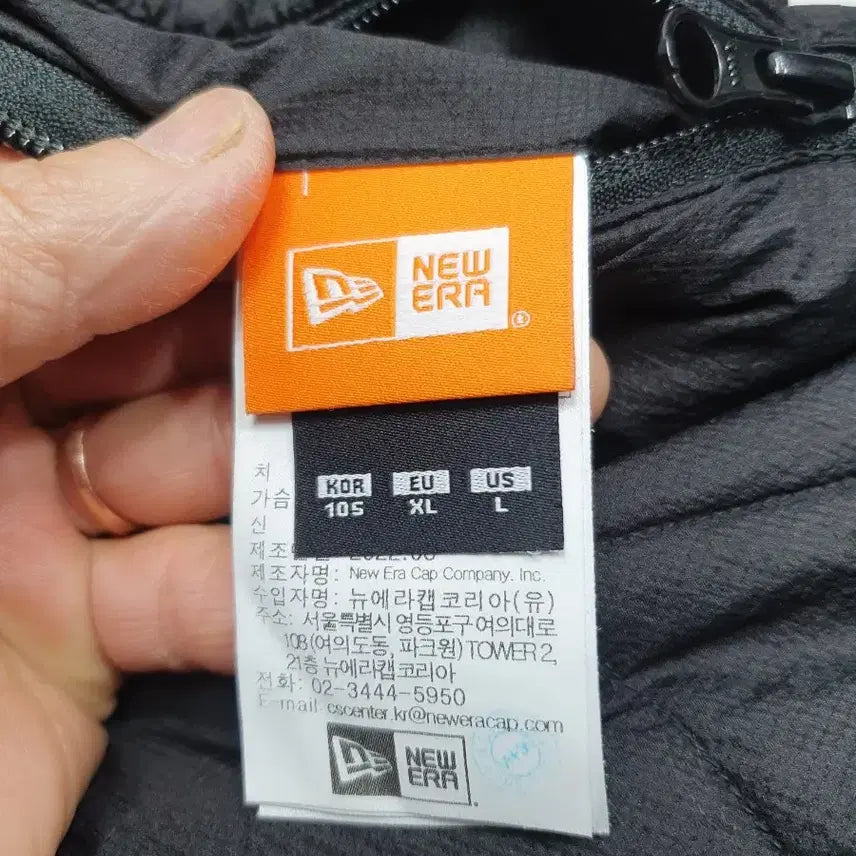 NEW
ERA
®
KOR EU US
105 XL L
치
가슴
신
제조
제조자명: New Era Cap Company. Inc.
수입자명: 뉴에라캡코리아(유)
주소: 서울특별시 영등포구 여의대로
108(여의도동, 파크원) TOWER 2,
21층 뉴에라캡코리아
전화: 02-3444-5950
E-mail: cscenter.kr@neweracap.com
NEW
ERA